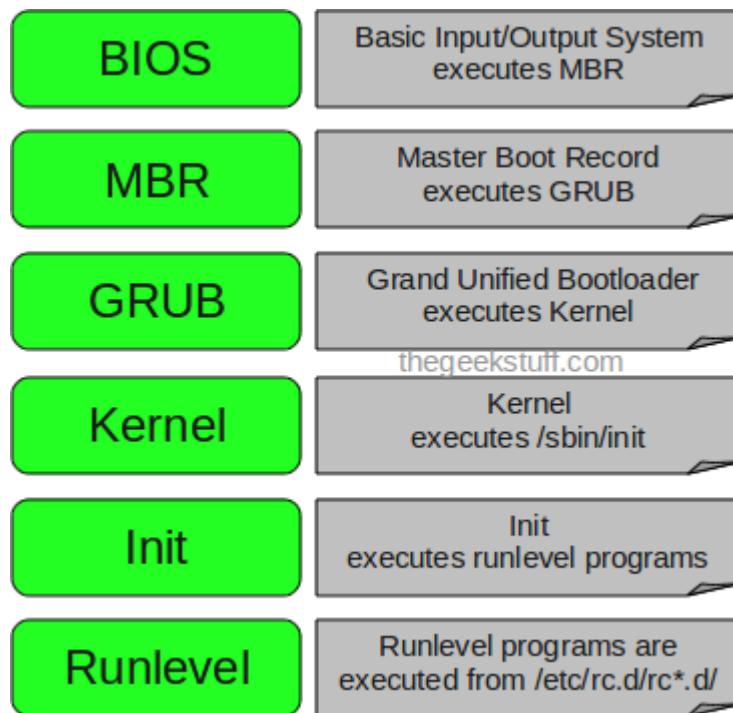 BIOS
Basic Input/Output System
executes MBR
MBR
Master Boot Record
executes GRUB
GRUB
Grand Unified Bootloader
executes Kernel
thegeekstuff.com
Kernel
Kernel
executes /sbin/init
Init
Init
executes runlevel programs
Runlevel
Runlevel programs are
executed from /etc/rc.d/rc*.d/